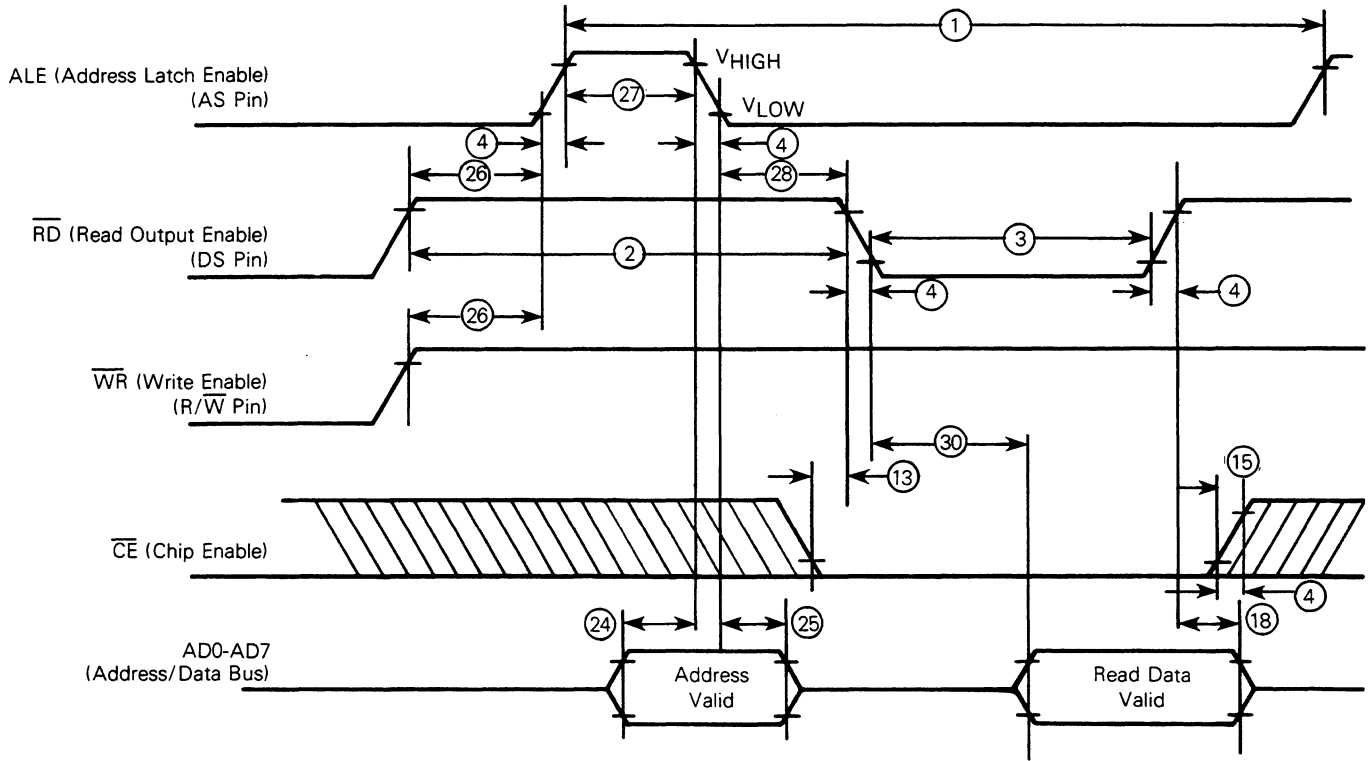 1
ALE (Address Latch Enable)
(AS Pin)
VHIGH
27
VLOW
4
4
26
28
RD (Read Output Enable)
(DS Pin)
2
3
4
4
26
WR (Write Enable)
(R/W Pin)
30
13
15
CE (Chip Enable)
4
24
25
18
AD0-AD7
(Address/Data Bus)
Address
Valid
Read Data
Valid